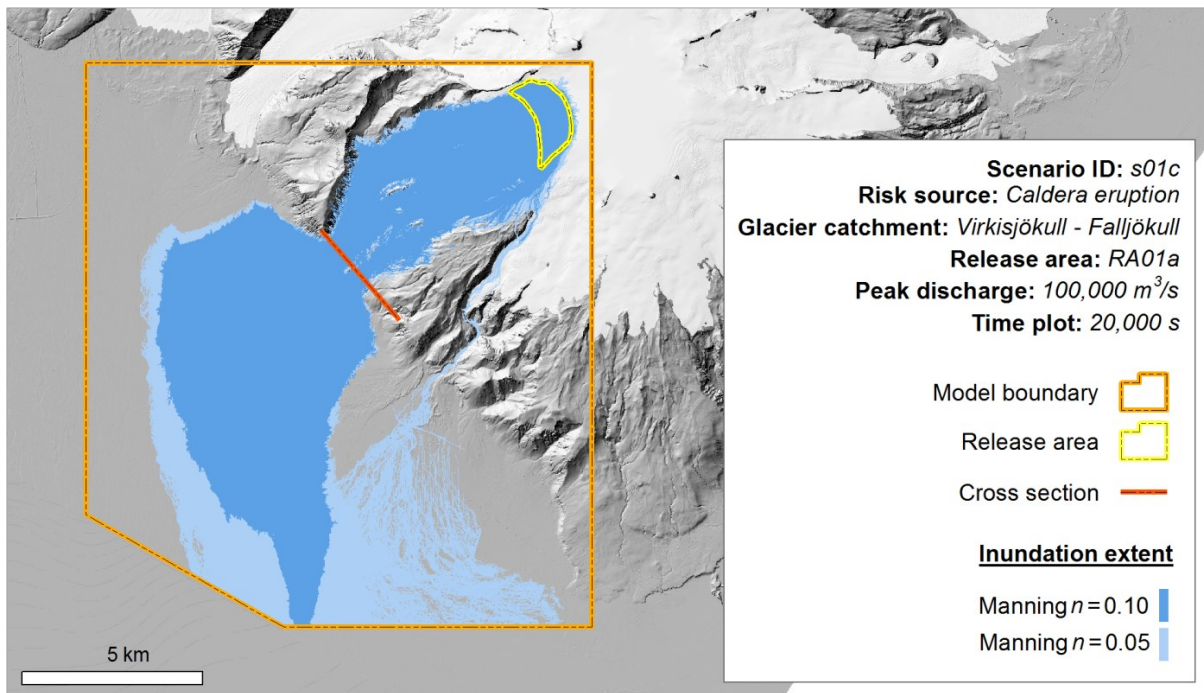 Scenario ID: s01c
Risk source: Caldera eruption
Glacier catchment: Virkisjökull - Falljökull
Release area: RA01a
Peak discharge: 100,000 m³/s
Time plot: 20,000 s
Model boundary
Release area
Cross section
Inundation extent
Manning n = 0.10
Manning n = 0.05
5 km